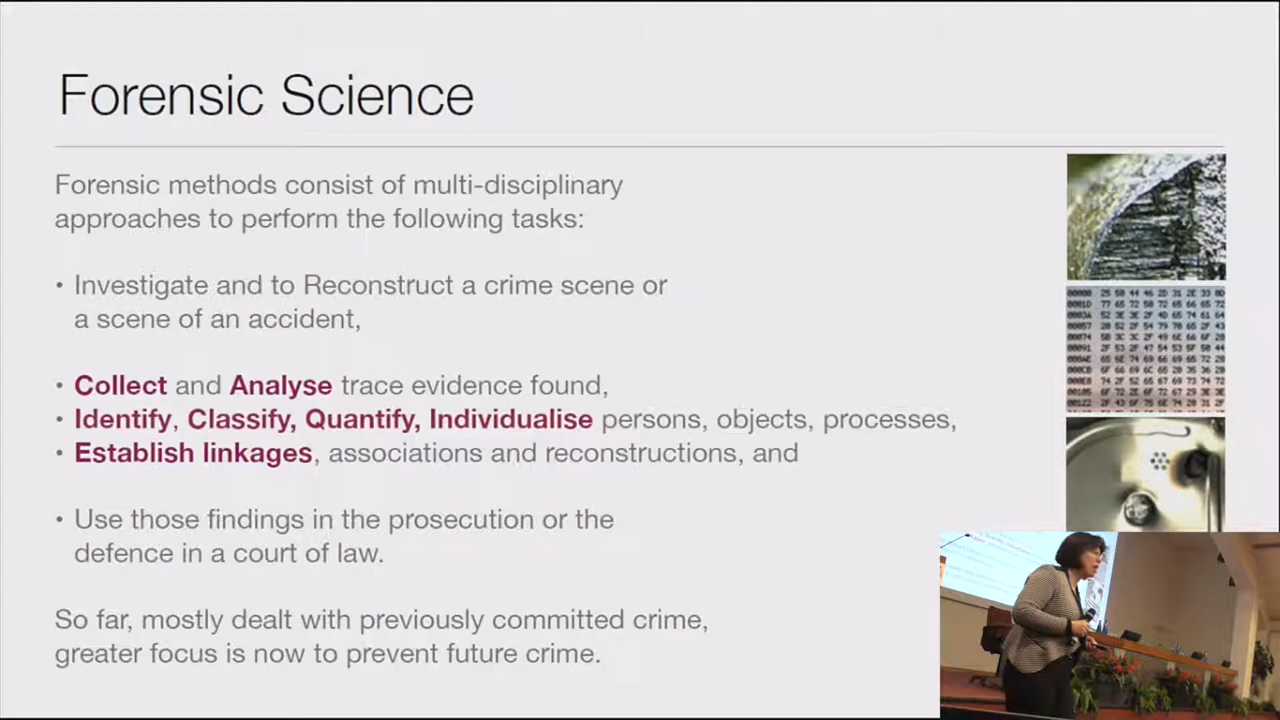 Forensic Science
Forensic methods consist of multi-disciplinary
approaches to perform the following tasks:
• Investigate and to Reconstruct a crime scene or
a scene of an accident,
• Collect and Analyse trace evidence found,
• Identify, Classify, Quantify, Individualise persons, objects, processes,
• Establish linkages, associations and reconstructions, and
• Use those findings in the prosecution or the
defence in a court of law.
So far, mostly dealt with previously committed crime,
greater focus is now to prevent future crime.